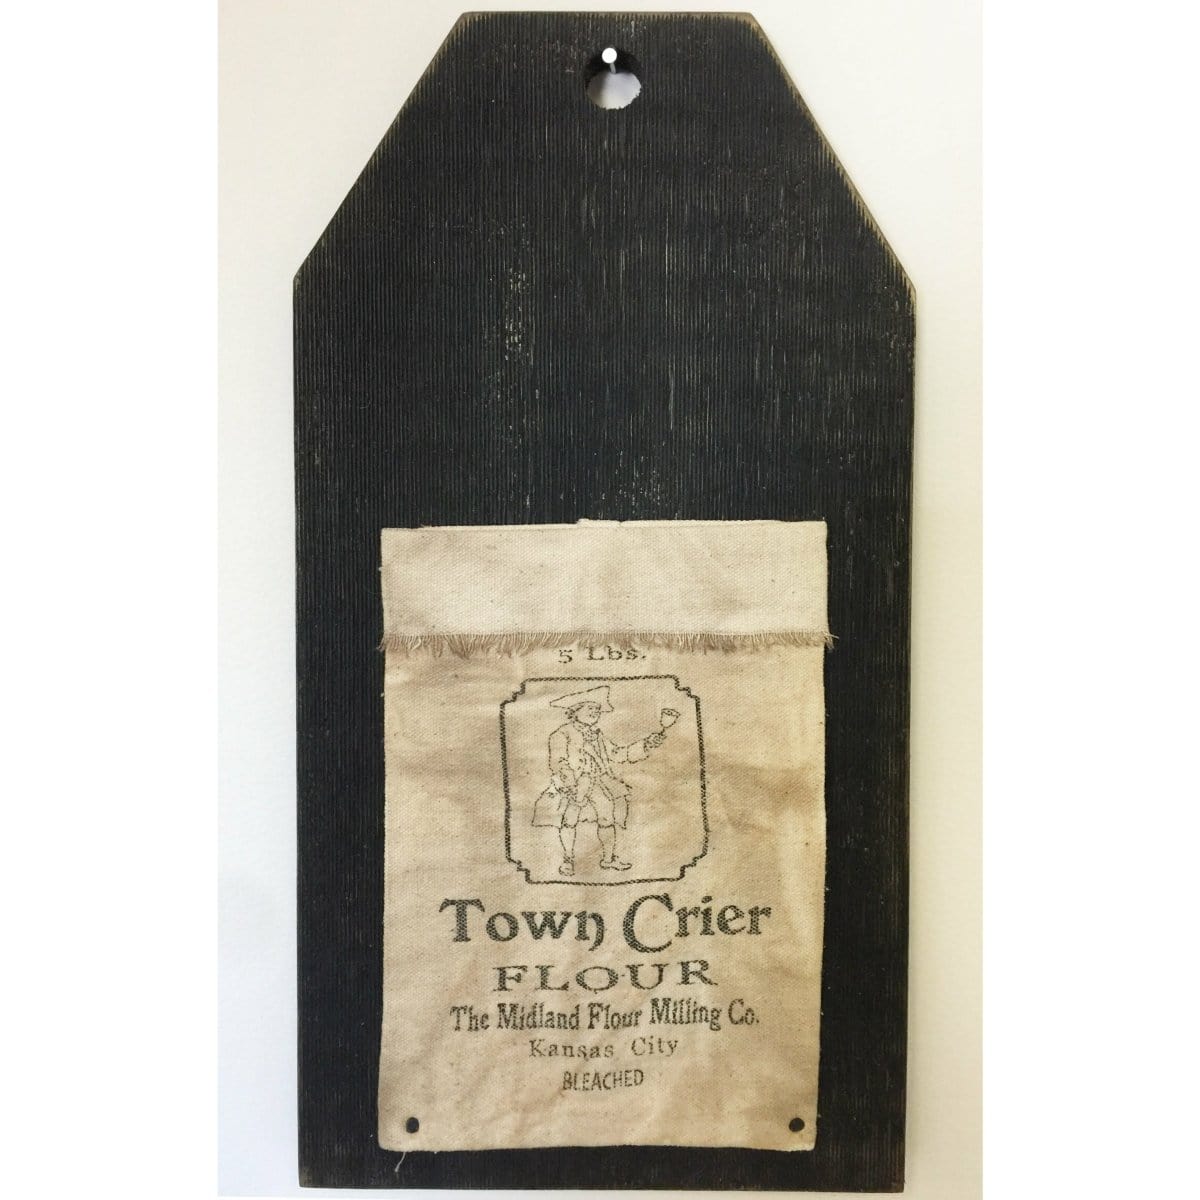 5 Lbs.
Town Crier
FLOUR
The Midland Flour Milling Co.
Kansas City
BLEACHED